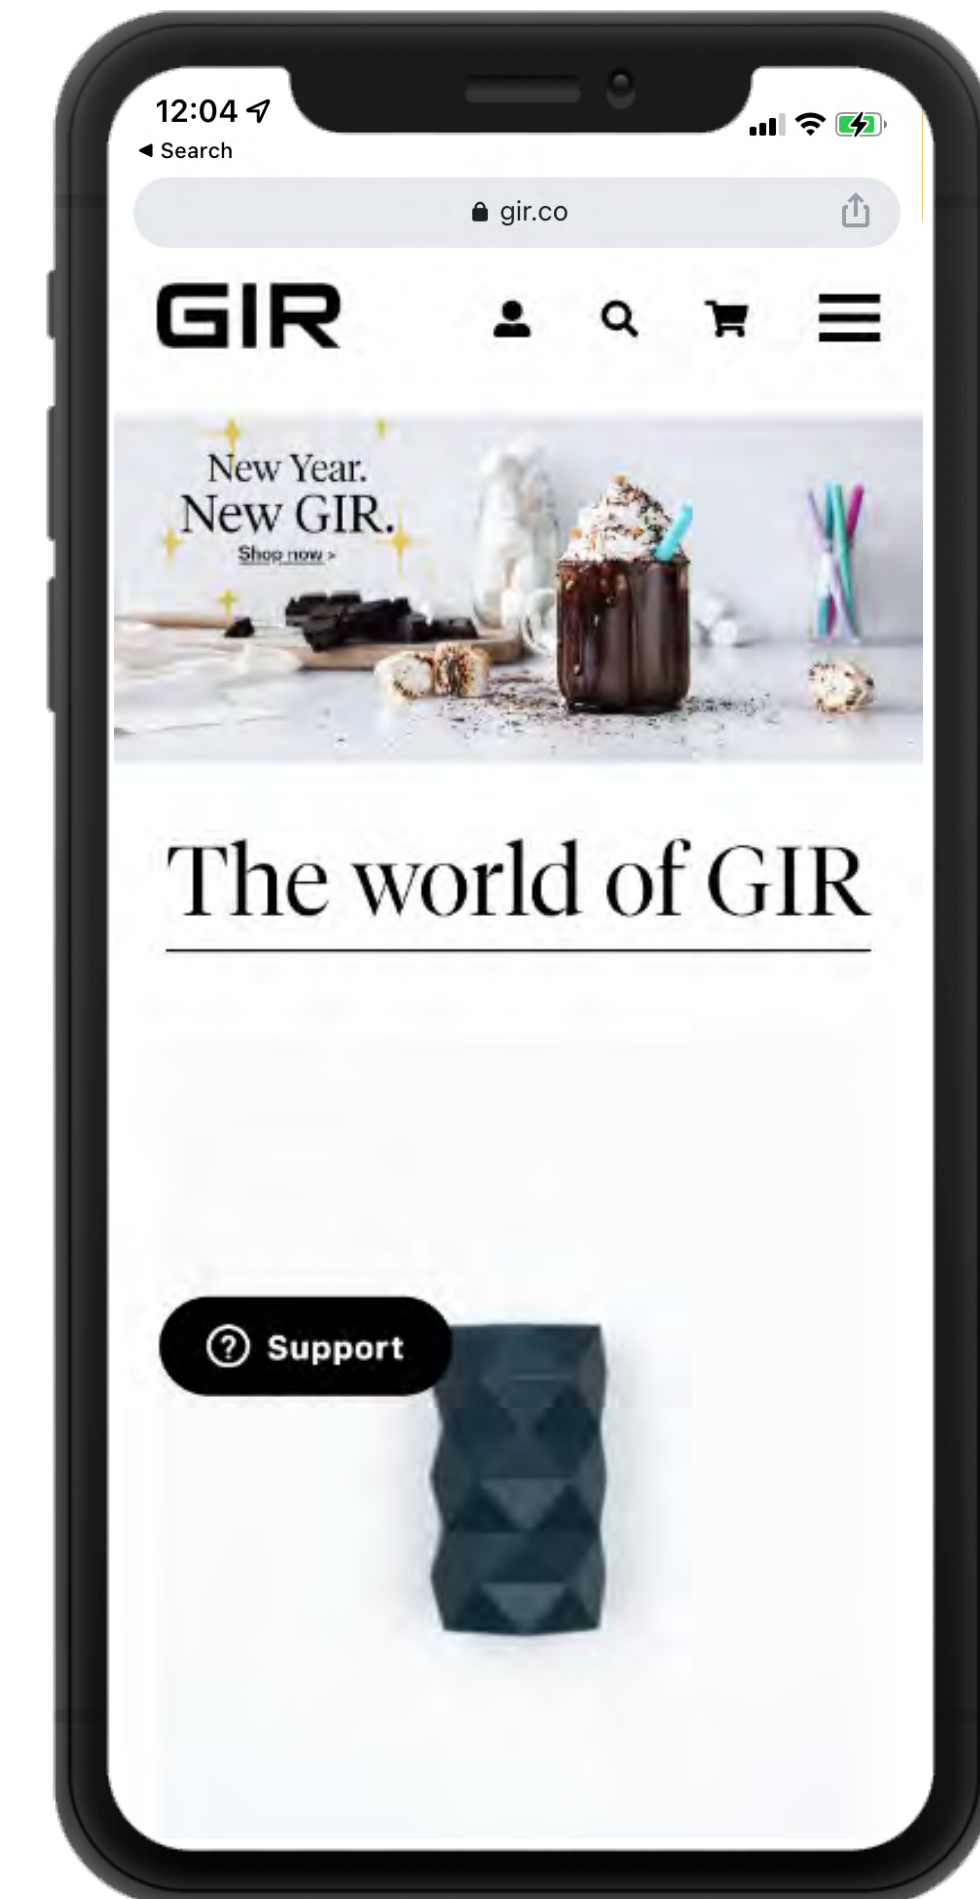 12:04
◀ Search
gir.co
GIR
New Year.
New GIR.
Shop now >
The world of GIR
? Support